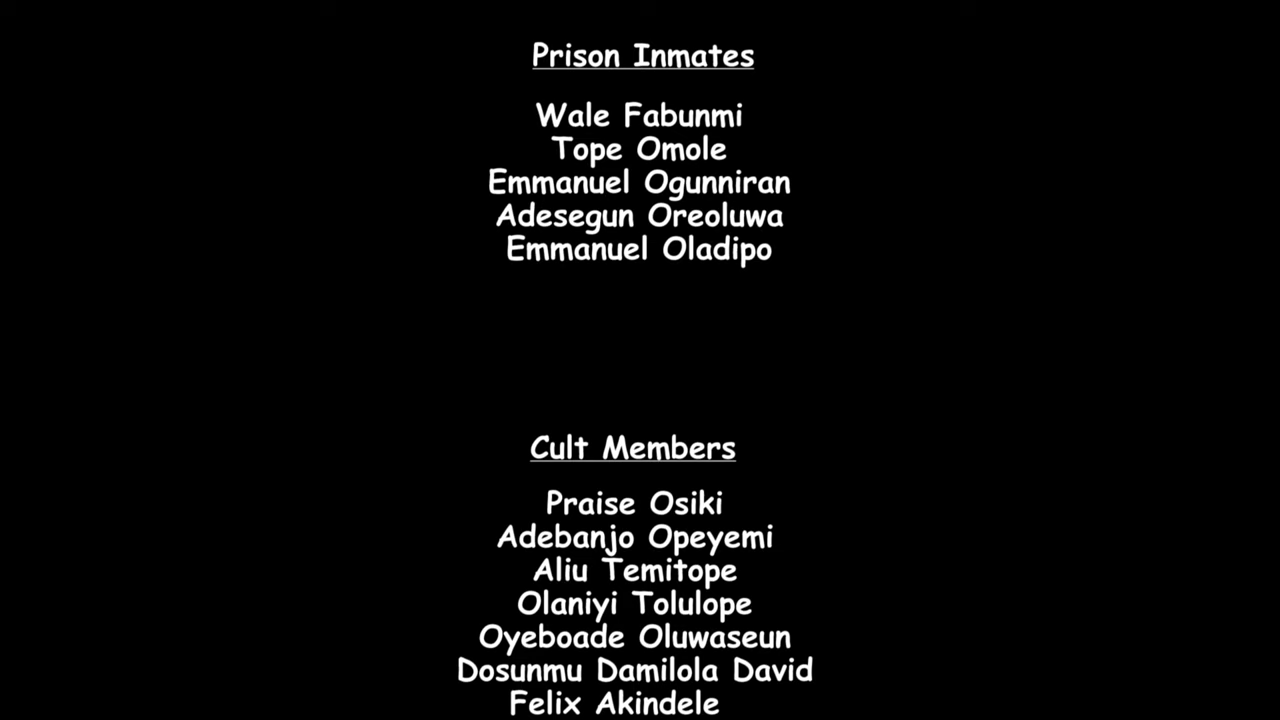 Prison Inmates
Wale Fabunmi
Tope Omole
Emmanuel Ogunniran
Adesegun Oreoluwa
Emmanuel Oladipo
Cult Members
Praise Osiki
Adebanjo Opeyemi
Aliu Temitope
Olaniyi Tolulope
Oyeboade Oluwaseun
Dosunmu Damilola David
Felix Akindele